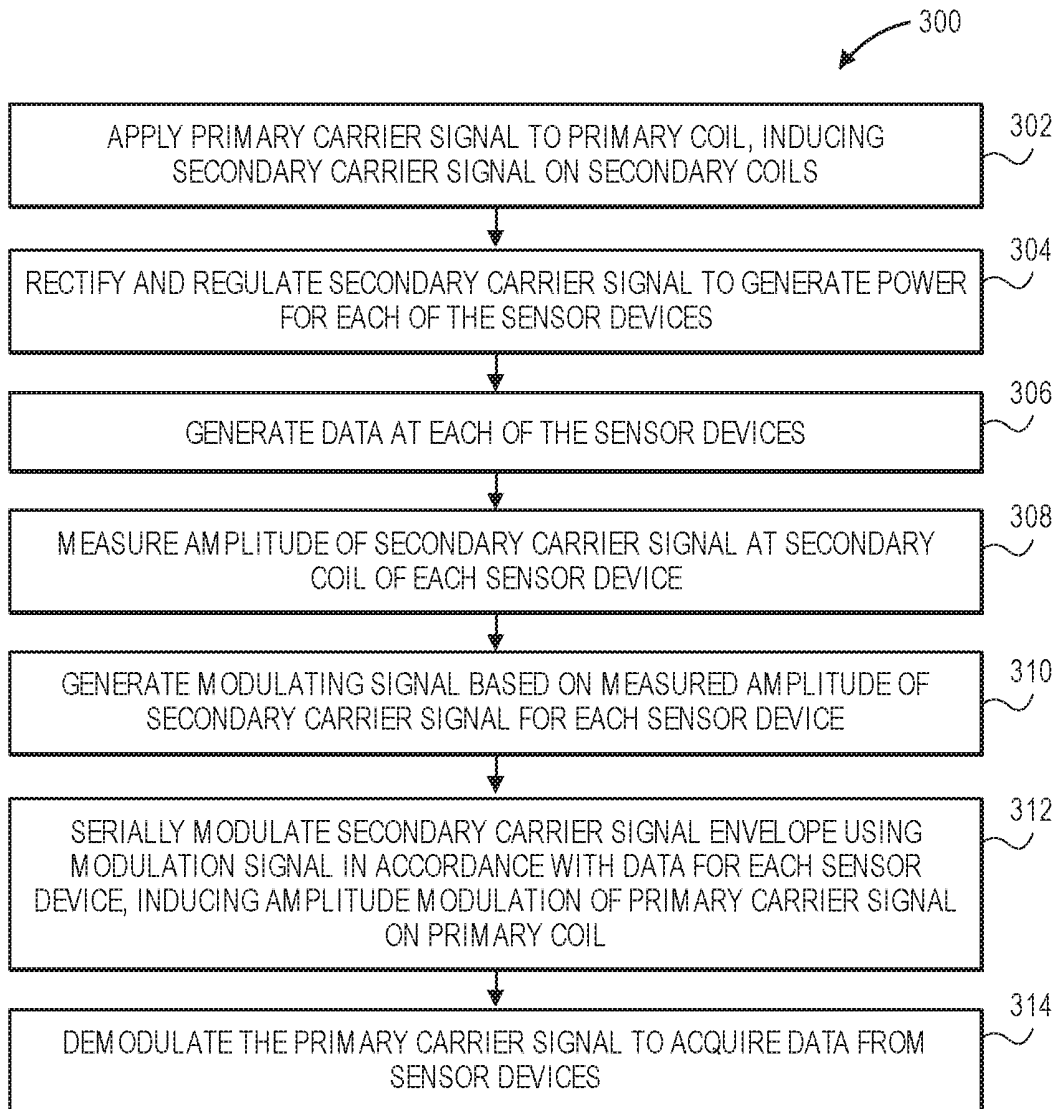 300
APPLY PRIMARY CARRIER SIGNAL TO PRIMARY COIL, INDUCING
SECONDARY CARRIER SIGNAL ON SECONDARY COILS
302
RECTIFY AND REGULATE SECONDARY CARRIER SIGNAL TO GENERATE POWER
FOR EACH OF THE SENSOR DEVICES
304
GENERATE DATA AT EACH OF THE SENSOR DEVICES
306
MEASURE AMPLITUDE OF SECONDARY CARRIER SIGNAL AT SECONDARY
COIL OF EACH SENSOR DEVICE
308
GENERATE MODULATING SIGNAL BASED ON MEASURED AMPLITUDE OF
SECONDARY CARRIER SIGNAL FOR EACH SENSOR DEVICE
310
SERIALLY MODULATE SECONDARY CARRIER SIGNAL ENVELOPE USING
MODULATION SIGNAL IN ACCORDANCE WITH DATA FOR EACH SENSOR
DEVICE, INDUCING AMPLITUDE MODULATION OF PRIMARY CARRIER SIGNAL
ON PRIMARY COIL
312
DEMODULATE THE PRIMARY CARRIER SIGNAL TO ACQUIRE DATA FROM
SENSOR DEVICES
314